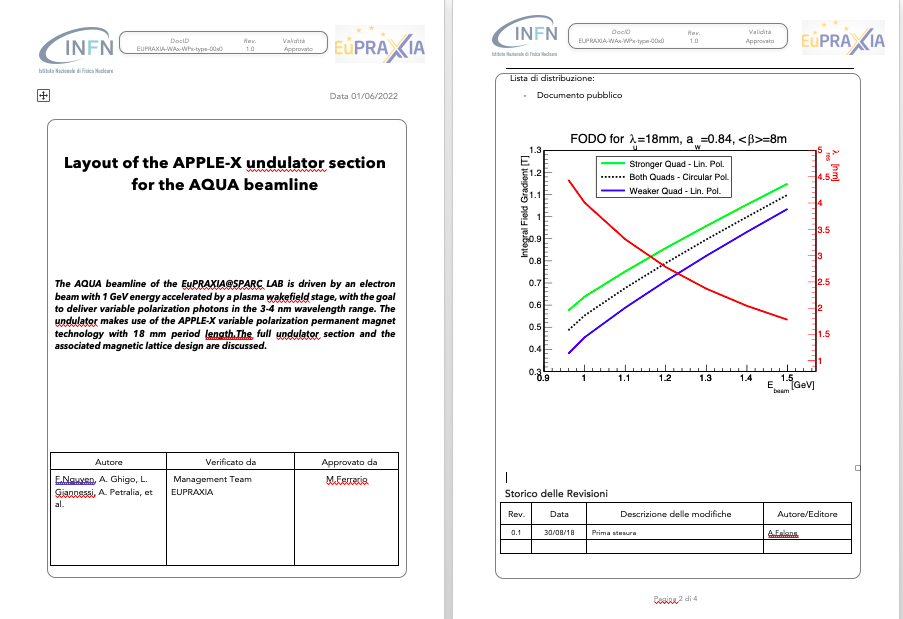 INFN
Istituto Nazionale di Fisica Nucleare
DocID Rev. Validità
EUPRAXIA-WAx-WPx-type-00x0 1.0 Approvato
EuPRAXIA
Data 01/06/2022
Layout of the APPLE-X undulator section
for the AQUA beamline
The AQUA beamline of the EuPRAXIA@SPARC LAB is driven by an electron
beam with 1 GeV energy accelerated by a plasma wakefield stage, with the goal
to deliver variable polarization photons in the 3-4 nm wavelength range. The
undulator makes use of the APPLE-X variable polarization permanent magnet
technology with 18 mm period length.The full undulator section and the
associated magnetic lattice design are discussed.
Autore Verificato da Approvato da
F.Nguyen, A. Ghigo, L. Management Team M.Ferrario
Giannessi, A. Petralia, et EUPRAXIA
al.
INFN
Istituto Nazionale di Fisica Nucleare
DocID Rev. Validità
EUPRAXIA-WAx-WPx-type-00x0 1.0 Approvato
EuPRAXIA
Lista di distribuzione:
- Documento pubblico
FODO for λu=18mm, aw=0.84, <β>=8m
Integral Field Gradient [T]
1.3
1.2
1.1
1
0.9
0.8
0.7
0.6
0.5
0.4
0.3
Stronger Quad - Lin. Pol.
Both Quads - Circular Pol.
Weaker Quad - Lin. Pol.
5
4.5
4
3.5
3
2.5
2
1.5
1
λres [nm]
0.9 1 1.1 1.2 1.3 1.4 1.5
Ebeam [GeV]
Storico delle Revisioni
Rev. Data Descrizione delle modifiche Autore/Editore
0.1 30/08/18 Prima stesura A.Falone
Pagina 2 di 4